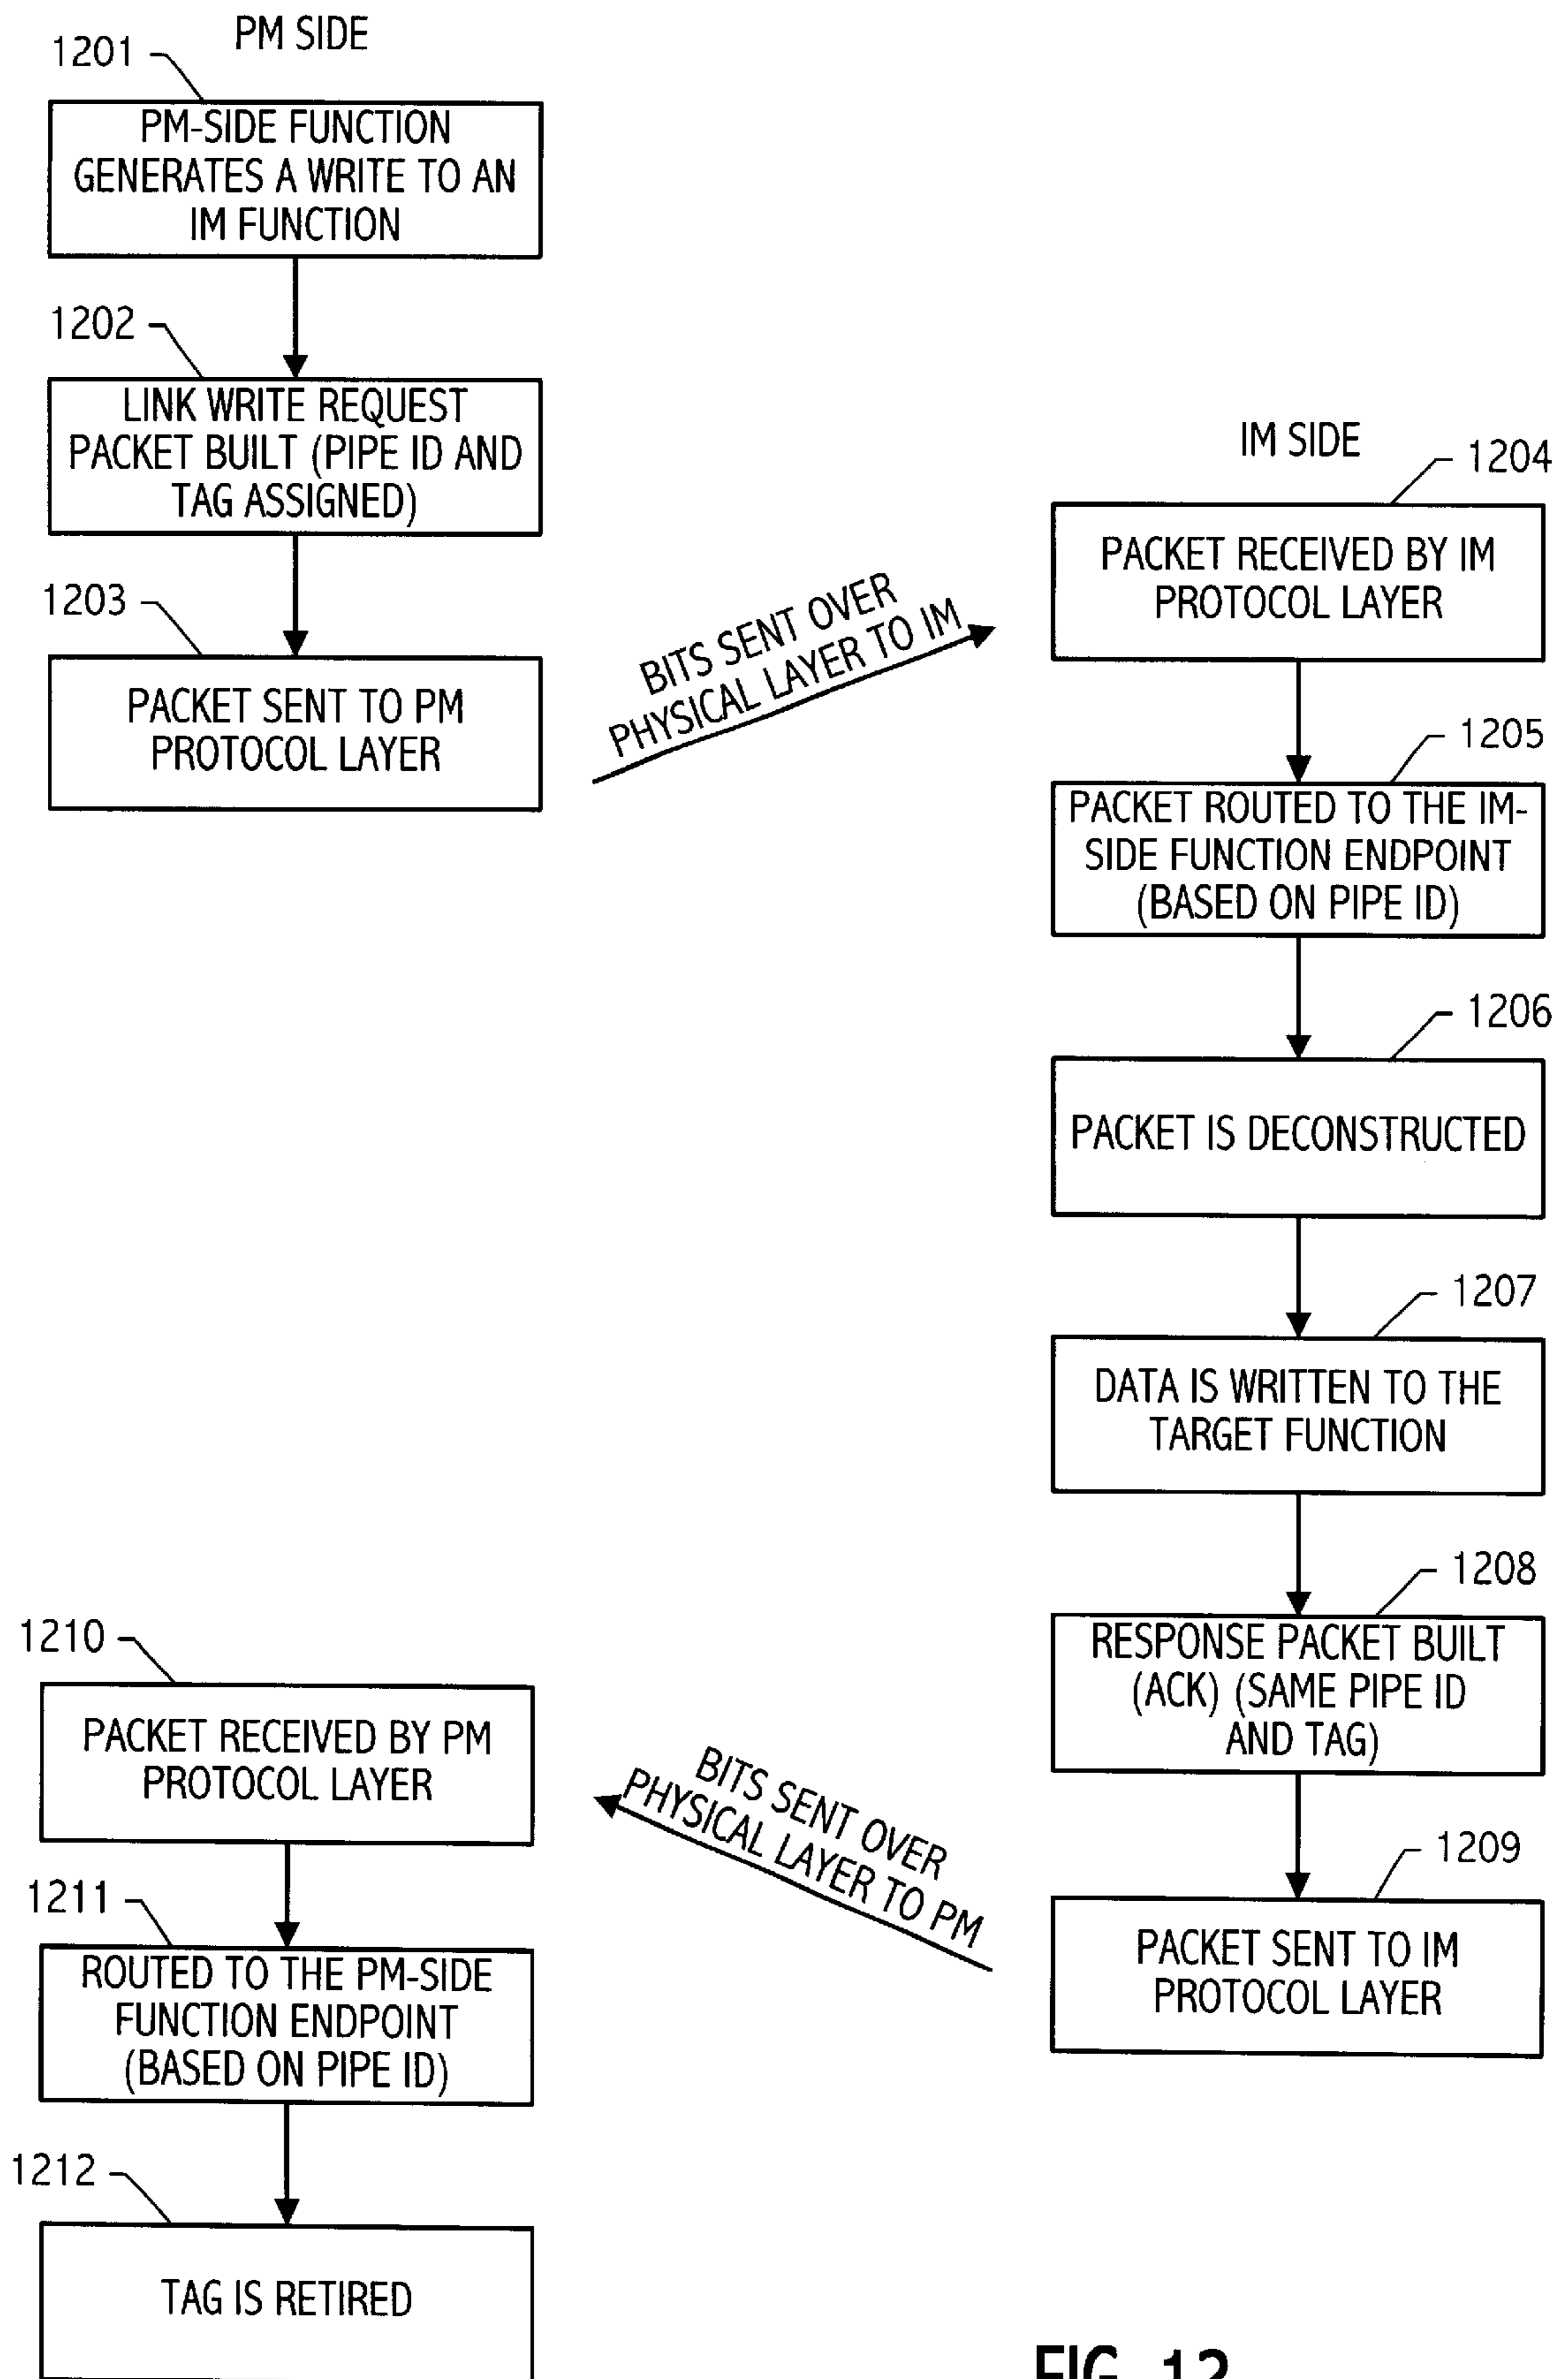 PM SIDE
1201
PM-SIDE FUNCTION
GENERATES A WRITE TO AN
IM FUNCTION
1202
LINK WRITE REQUEST
PACKET BUILT (PIPE ID AND
TAG ASSIGNED)
1203
PACKET SENT TO PM
PROTOCOL LAYER
BITS SENT OVER
PHYSICAL LAYER TO IM
IM SIDE
1204
PACKET RECEIVED BY IM
PROTOCOL LAYER
1205
PACKET ROUTED TO THE IM-
SIDE FUNCTION ENDPOINT
(BASED ON PIPE ID)
1206
PACKET IS DECONSTRUCTED
1207
DATA IS WRITTEN TO THE
TARGET FUNCTION
1208
RESPONSE PACKET BUILT
(ACK) (SAME PIPE ID
AND TAG)
1209
PACKET SENT TO IM
PROTOCOL LAYER
BITS SENT OVER
PHYSICAL LAYER TO PM
1210
PACKET RECEIVED BY PM
PROTOCOL LAYER
1211
ROUTED TO THE PM-SIDE
FUNCTION ENDPOINT
(BASED ON PIPE ID)
1212
TAG IS RETIRED
FIG. 12